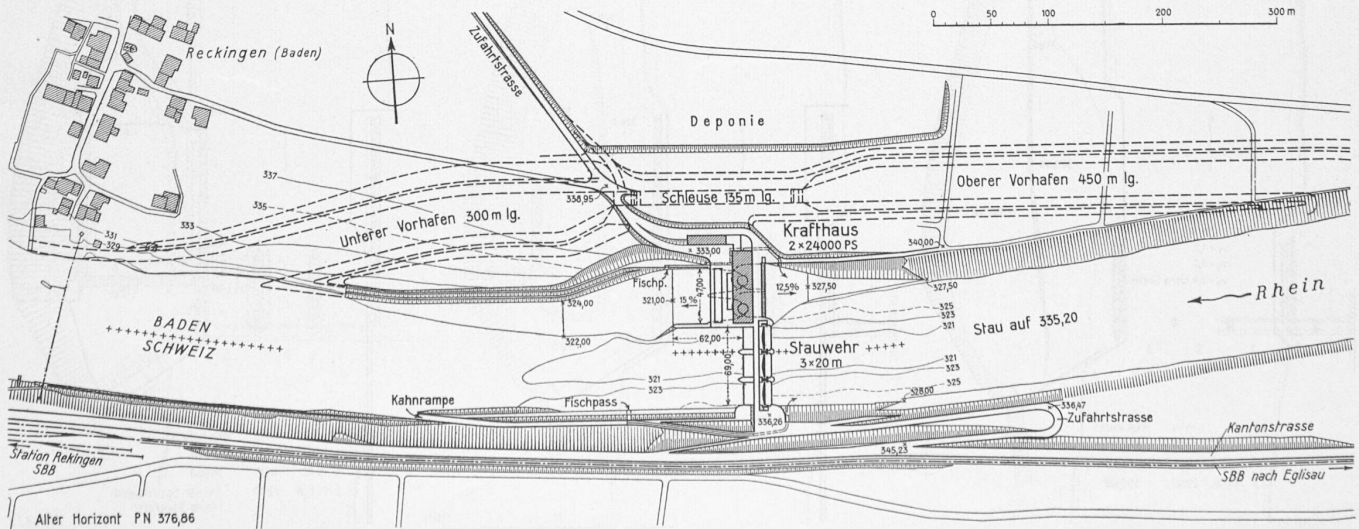 0 50 100 200 300 m
Reckingen (Baden)
N
Zufahrtstrasse
Deponie
337
335
333
331
329
338,95
Schleuse 135m lg.
Oberer Vorhafen 450 m lg.
Unterer Vorhafen 300 m lg.
Krafthaus
2 × 24000 PS
333,00
340,00
Fischp.
321,00
15 %
47,00
12,5%
327,50
327,50
Rhein
324,00
322,00
62,00
325
323
321
Stau auf 335,20
BADEN
SCHWEIZ
Stauwehr
3 × 20 m
69,00
321
323
321
323
325
328,00
Kahnrampe
Fischpass
336,26
336,47
Zufahrtstrasse
Kantonstrasse
345,23
Station Rekingen
SBB
SBB nach Eglisau
Alter Horizont PN 376,86